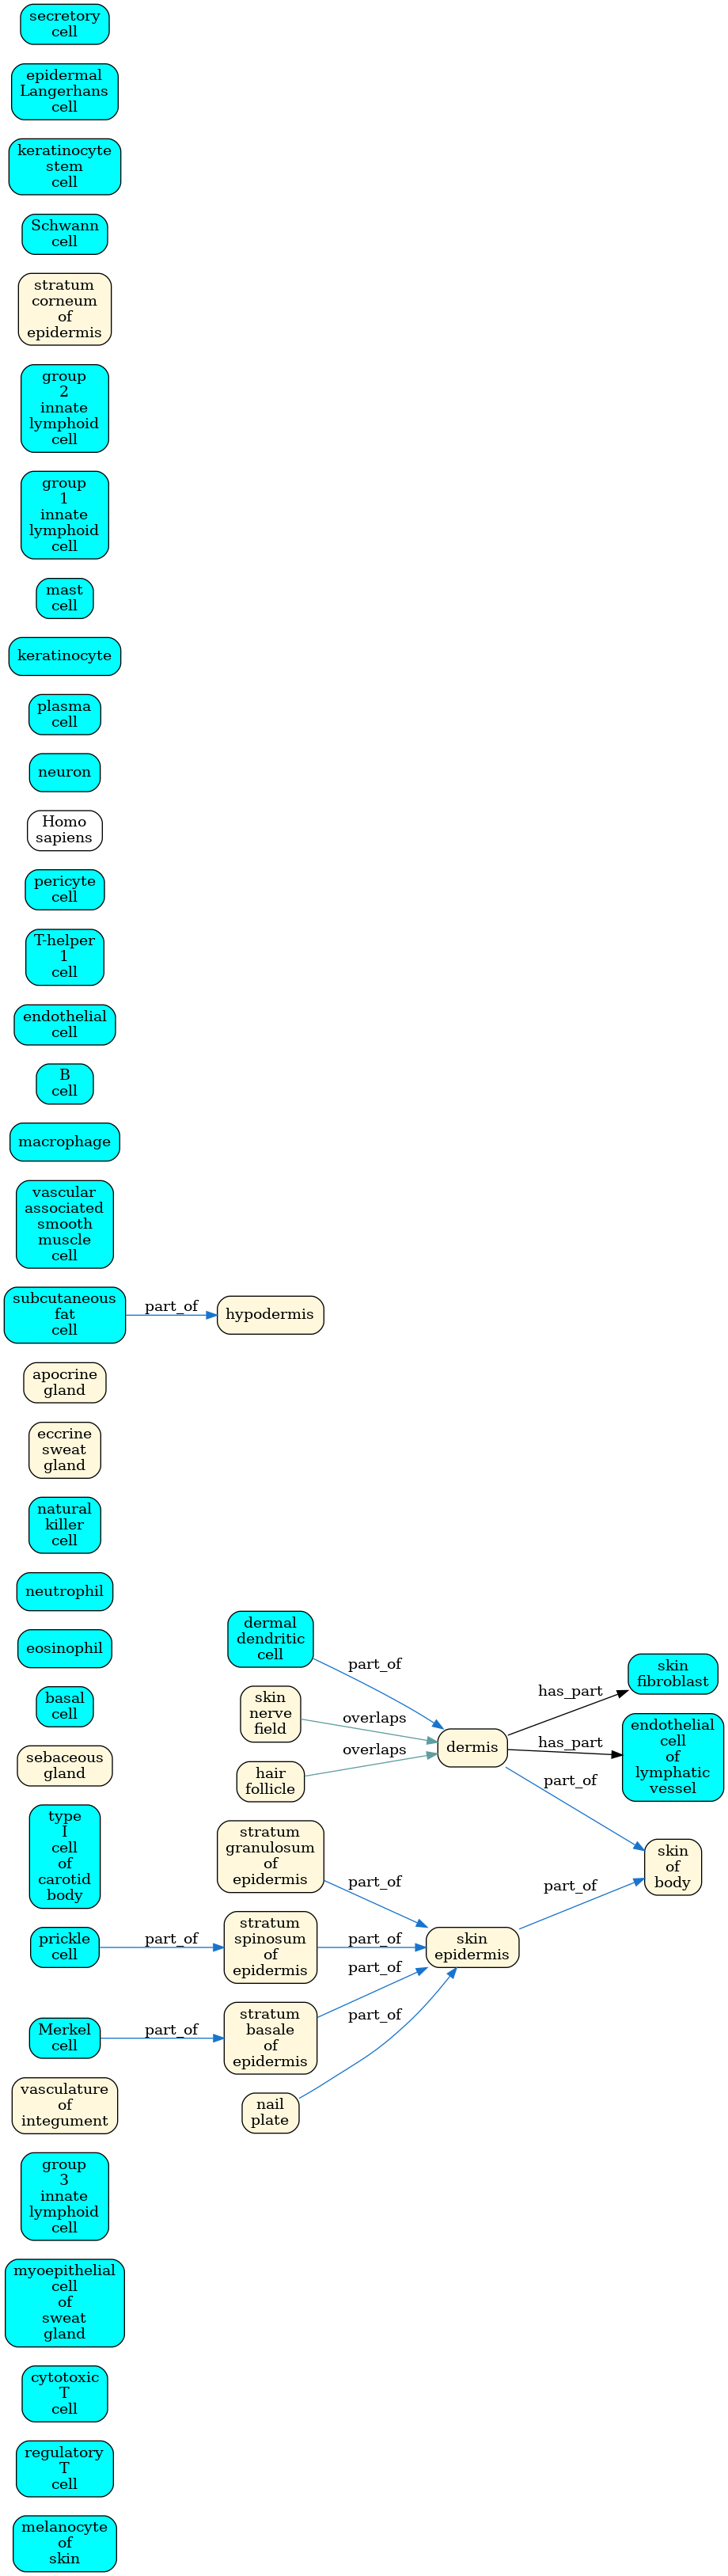 secretory
cell
epidermal
Langerhans
cell
keratinocyte
stem
cell
Schwann
cell
stratum
corneum
of
epidermis
group
2
innate
lymphoid
cell
group
1
innate
lymphoid
cell
mast
cell
keratinocyte
plasma
cell
neuron
Homo
sapiens
pericyte
cell
T-helper
1
cell
endothelial
cell
B
cell
macrophage
vascular
associated
smooth
muscle
cell
subcutaneous
fat
cell
part_of
hypodermis
apocrine
gland
eccrine
sweat
gland
natural
killer
cell
neutrophil
eosinophil
basal
cell
sebaceous
gland
type
I
cell
of
carotid
body
prickle
cell
part_of
Merkel
cell
part_of
vasculature
of
integument
group
3
innate
lymphoid
cell
myoepithelial
cell
of
sweat
gland
cytotoxic
T
cell
regulatory
T
cell
melanocyte
of
skin
dermal
dendritic
cell
part_of
skin
nerve
field
overlaps
hair
follicle
overlaps
stratum
granulosum
of
epidermis
part_of
stratum
spinosum
of
epidermis
part_of
stratum
basale
of
epidermis
part_of
nail
plate
part_of
dermis
has_part
has_part
part_of
skin
epidermis
part_of
skin
fibroblast
endothelial
cell
of
lymphatic
vessel
skin
of
body